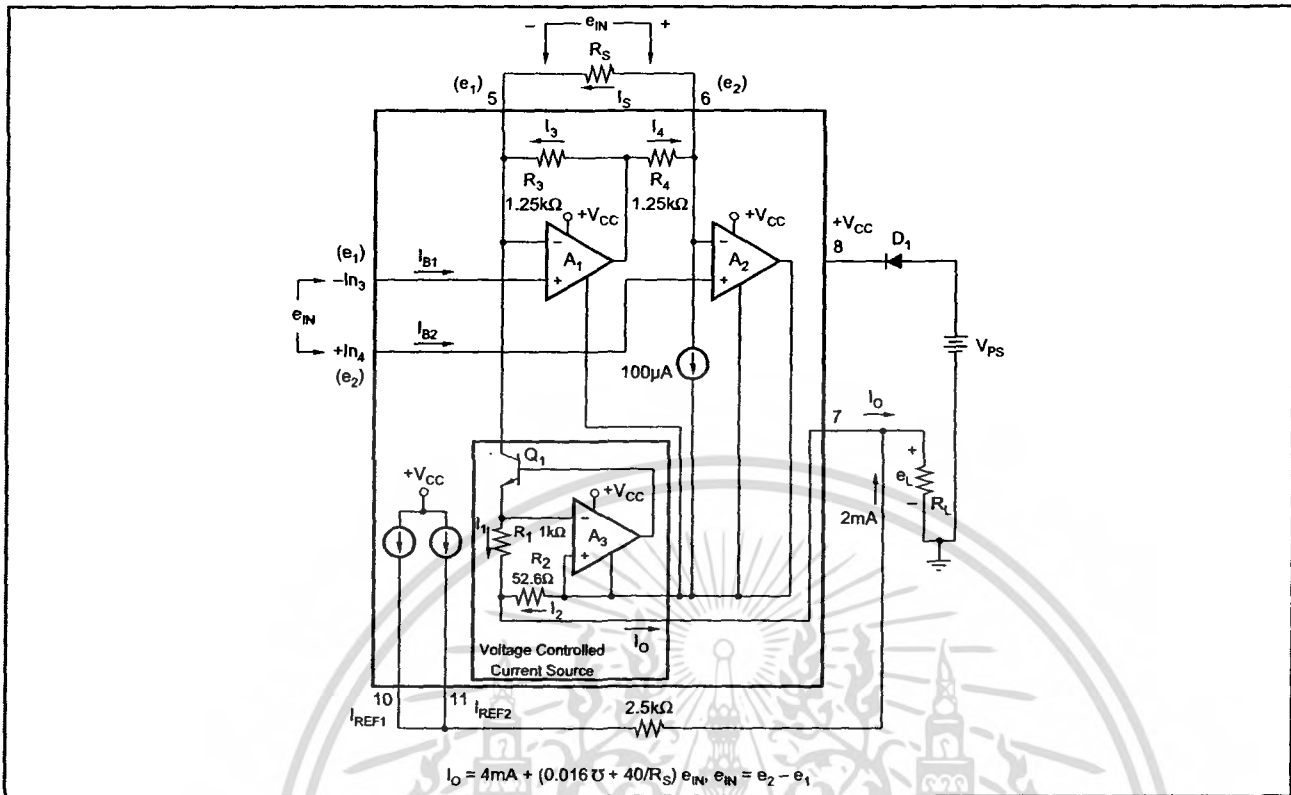 − e_IN +
R_S
(e_1) 5
I_S
6 (e_2)
I_3
I_4
R_3
1.25kΩ
R_4
1.25kΩ
+V_CC
+V_CC
+V_CC
8
D_1
(e_1)
−In_3
I_B1
−
A_1
+
−
A_2
+
e_IN
+In_4
(e_2)
I_B2
100µA
V_PS
7
I_O
Q_1
+V_CC
+V_CC
+
e_L
−
R_L
2mA
I_1
R_1
1kΩ
−
A_3
+
R_2
52.6Ω
I_2
I_O
Voltage Controlled
Current Source
10
11
I_REF1
I_REF2
2.5kΩ
I_O = 4mA + (0.016 ℧ + 40/R_S) e_IN, e_IN = e_2 − e_1